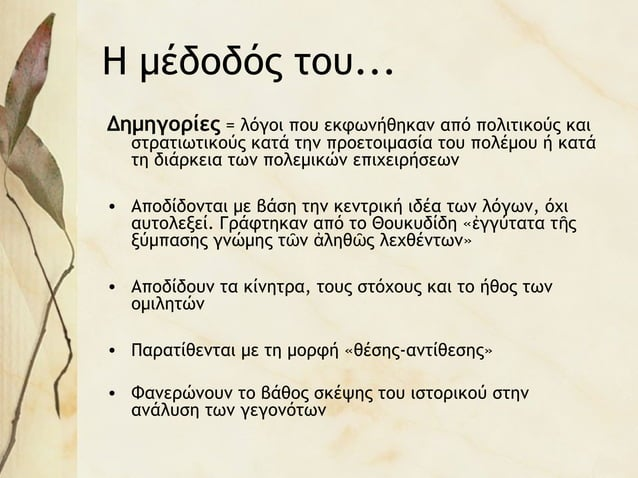 Η μέδοδός του...
Δημηγορίες = λόγοι που εκφωνήθηκαν από πολιτικούς και
στρατιωτικούς κατά την προετοιμασία του πολέμου ή κατά
τη διάρκεια των πολεμικών επιχειρήσεων
• Αποδίδονται με βάση την κεντρική ιδέα των λόγων, όχι
αυτολεξεί. Γράφτηκαν από το Θουκυδίδη «ἐγγύτατα τῆς
ξύμπασης γνώμης τῶν ἀληθῶς λεχθέντων»
• Αποδίδουν τα κίνητρα, τους στόχους και το ήθος των
ομιλητών
• Παρατίθενται με τη μορφή «θέσης-αντίθεσης»
• Φανερώνουν το βάθος σκέψης του ιστορικού στην
ανάλυση των γεγονότων